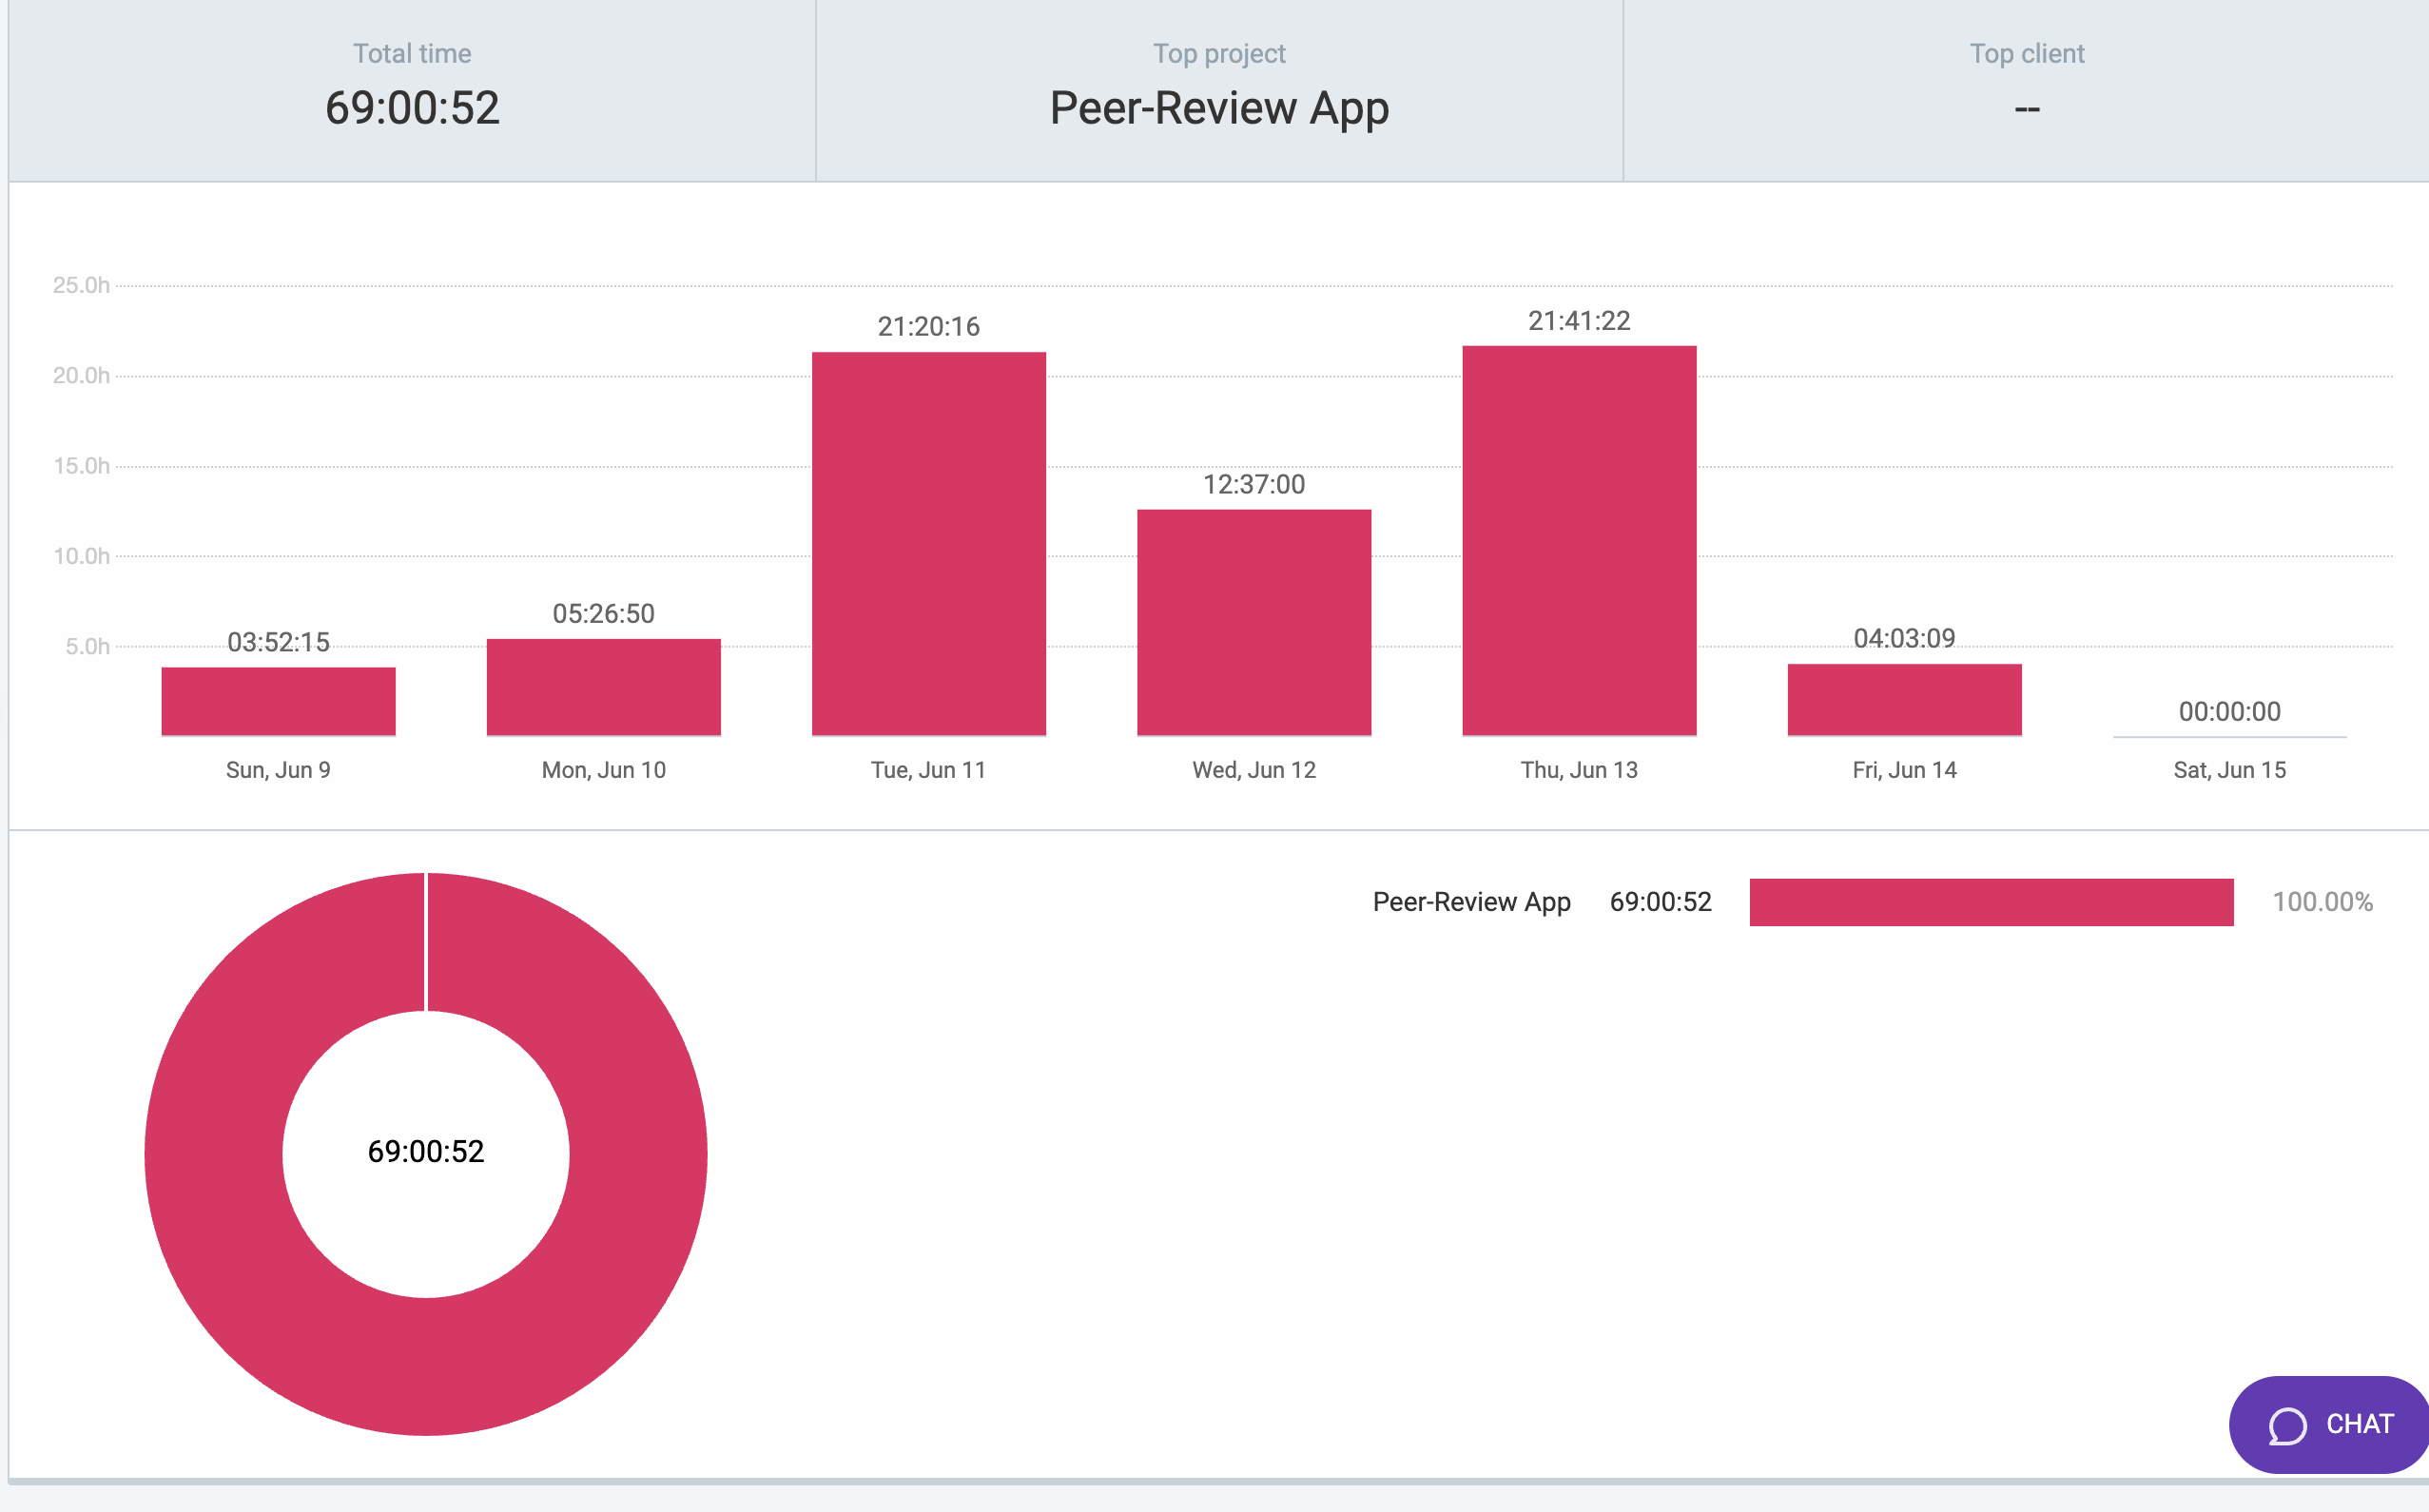 Total time
69:00:52
Top project
Peer-Review App
Top client
--
25.0h
20.0h
15.0h
10.0h
5.0h
03:52:15
05:26:50
21:20:16
12:37:00
21:41:22
04:03:09
00:00:00
Sun, Jun 9
Mon, Jun 10
Tue, Jun 11
Wed, Jun 12
Thu, Jun 13
Fri, Jun 14
Sat, Jun 15
69:00:52
Peer-Review App 69:00:52 100.00%
CHAT